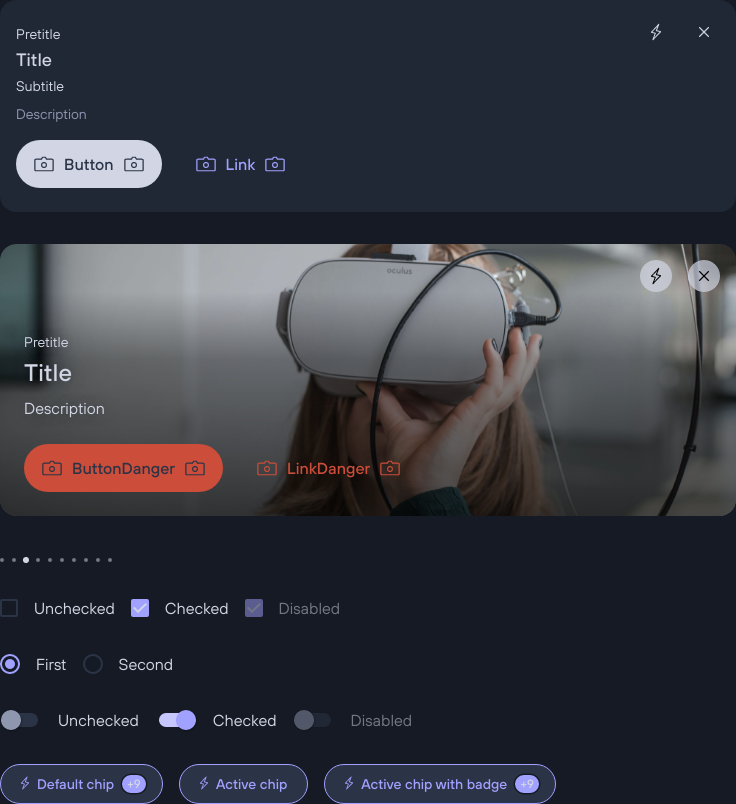 Pretitle
Title
Subtitle
Description
Button
Link
oculus
Pretitle
Title
Description
ButtonDanger
LinkDanger
Unchecked Checked Disabled
First Second
Unchecked Checked Disabled
Default chip +9 Active chip Active chip with badge +9